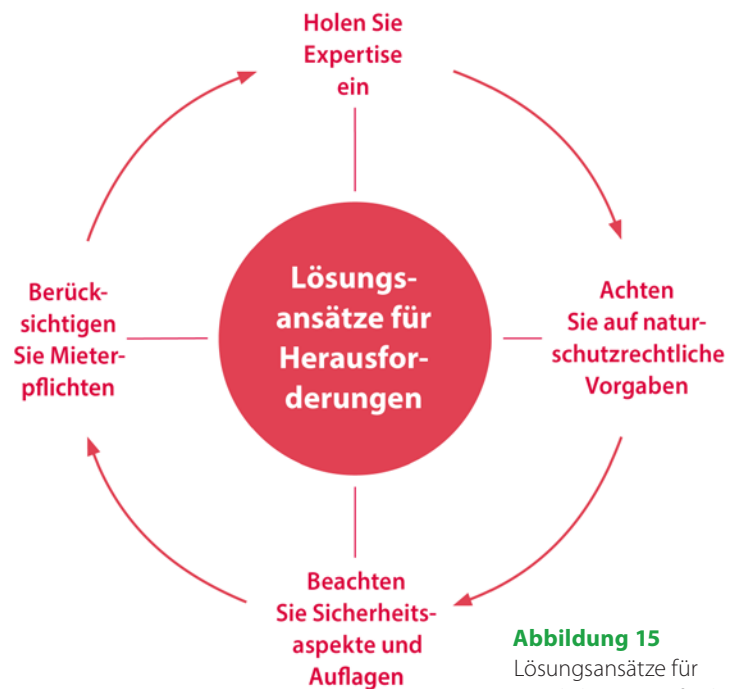 Holen Sie
Expertise
ein
Lösungs-
ansätze für
Herausfor-
derungen
Achten
Sie auf natur-
schutzrechtliche
Vorgaben
Berück-
sichtigen
Sie Mieter-
pflichten
Beachten
Sie Sicherheits-
aspekte und
Auflagen
Abbildung 15
Lösungsansätze für